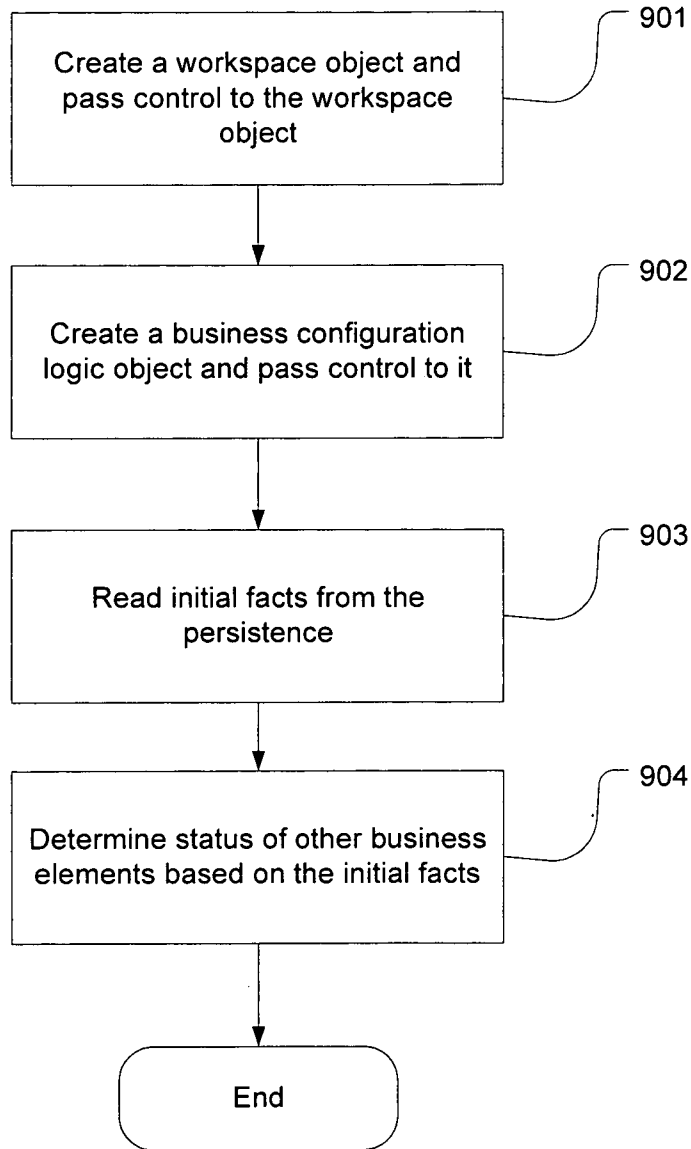 901
Create a workspace object and
pass control to the workspace
object
902
Create a business configuration
logic object and pass control to it
903
Read initial facts from the
persistence
904
Determine status of other business
elements based on the initial facts
End